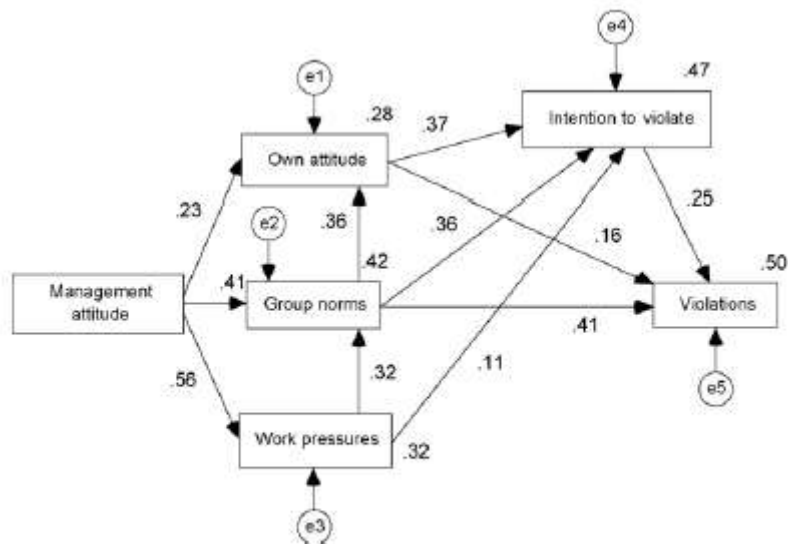 e4
.47
e1
Intention to violate
.28
.37
Own attitude
.23
.36
.36
.25
e2
.16
.42
.50
.41
Management
attitude
Group norms
Violations
.41
.56
.32
.11
e5
Work pressures
.32
e3